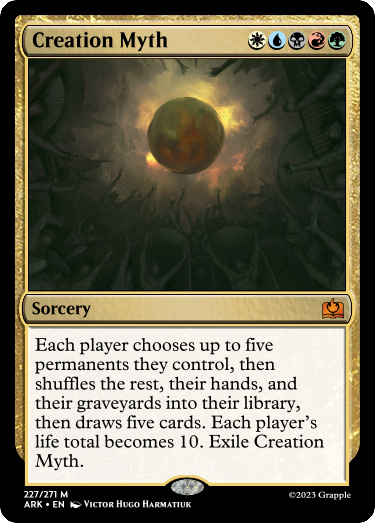 Creation Myth
Sorcery
Each player chooses up to five
permanents they control, then
shuffles the rest, their hands, and
their graveyards into their library,
then draws five cards. Each player's
life total becomes 10. Exile Creation
Myth.
227/271 M
ARK • EN Victor Hugo Harmatiuk
©2023 Grapple